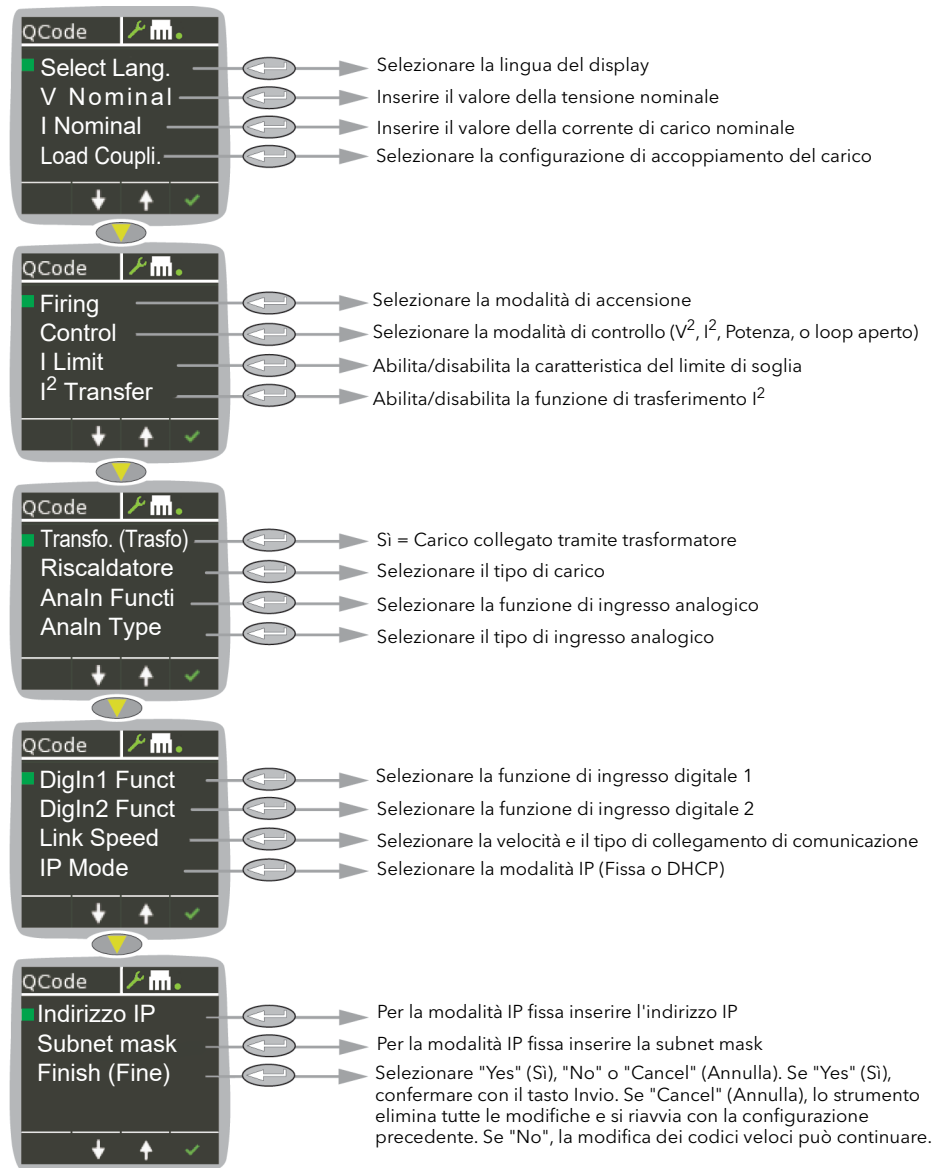 QCode
Select Lang.
Selezionare la lingua del display
V Nominal
Inserire il valore della tensione nominale
I Nominal
Inserire il valore della corrente di carico nominale
Load Coupli.
Selezionare la configurazione di accoppiamento del carico
QCode
Firing
Selezionare la modalità di accensione
Control
Selezionare la modalità di controllo (V², I², Potenza, o loop aperto)
I Limit
Abilita/disabilita la caratteristica del limite di soglia
I² Transfer
Abilita/disabilita la funzione di trasferimento I²
QCode
Transfo. (Trasfo)
Sì = Carico collegato tramite trasformatore
Riscaldatore
Selezionare il tipo di carico
AnaIn Functi
Selezionare la funzione di ingresso analogico
AnaIn Type
Selezionare il tipo di ingresso analogico
QCode
DigIn1 Funct
Selezionare la funzione di ingresso digitale 1
DigIn2 Funct
Selezionare la funzione di ingresso digitale 2
Link Speed
Selezionare la velocità e il tipo di collegamento di comunicazione
IP Mode
Selezionare la modalità IP (Fissa o DHCP)
QCode
Indirizzo IP
Per la modalità IP fissa inserire l'indirizzo IP
Subnet mask
Per la modalità IP fissa inserire la subnet mask
Finish (Fine)
Selezionare "Yes" (Sì), "No" o "Cancel" (Annulla). Se "Yes" (Sì),
confermare con il tasto Invio. Se "Cancel" (Annulla), lo strumento
elimina tutte le modifiche e si riavvia con la configurazione
precedente. Se "No", la modifica dei codici veloci può continuare.